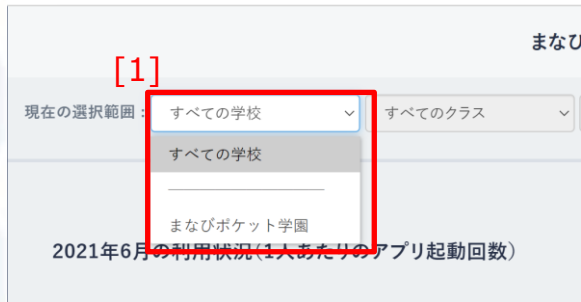 まなび
[1]
現在の選択範囲：
すべての学校
すべてのクラス
すべての学校
まなびポケット学園
2021年6月の利用状況(1人あたりのアプリ起動回数)